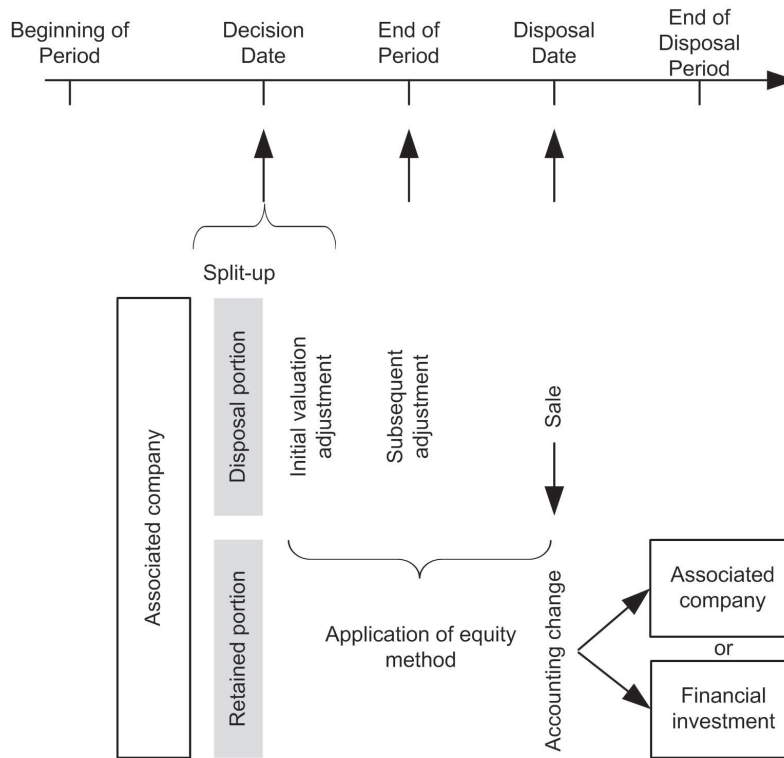 Beginning of
Period
Decision
Date
End of
Period
Disposal
Date
End of
Disposal
Period
Split-up
Associated company
Disposal portion
Initial valuation
adjustment
Subsequent
adjustment
Sale
Retained portion
Application of equity
method
Accounting change
Associated
company
or
Financial
investment